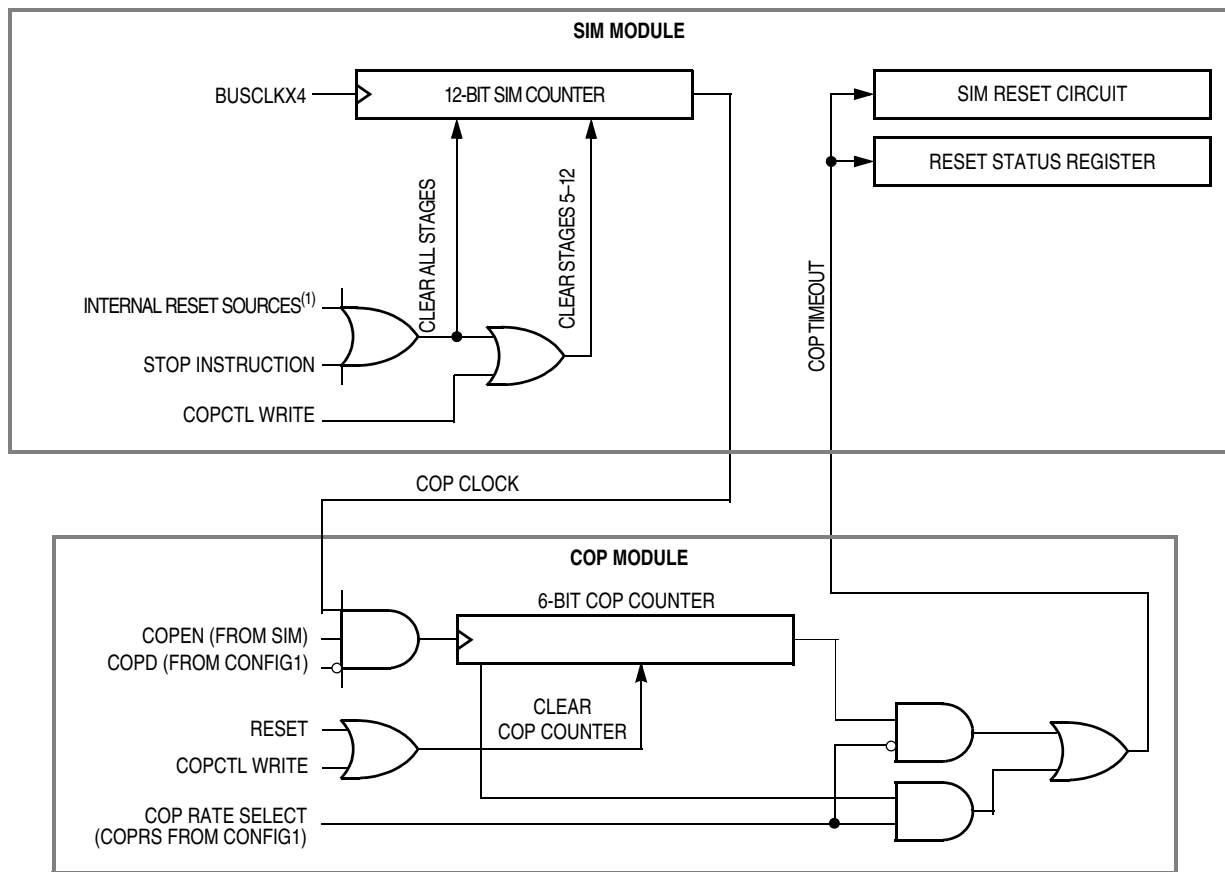 SIM MODULE
BUSCLKX4
12-BIT SIM COUNTER
SIM RESET CIRCUIT
RESET STATUS REGISTER
CLEAR ALL STAGES
CLEAR STAGES 5–12
COP TIMEOUT
INTERNAL RESET SOURCES(1)
STOP INSTRUCTION
COPCTL WRITE
COP CLOCK
COP MODULE
6-BIT COP COUNTER
COPEN (FROM SIM)
COPD (FROM CONFIG1)
CLEAR
COP COUNTER
RESET
COPCTL WRITE
COP RATE SELECT
(COPRS FROM CONFIG1)